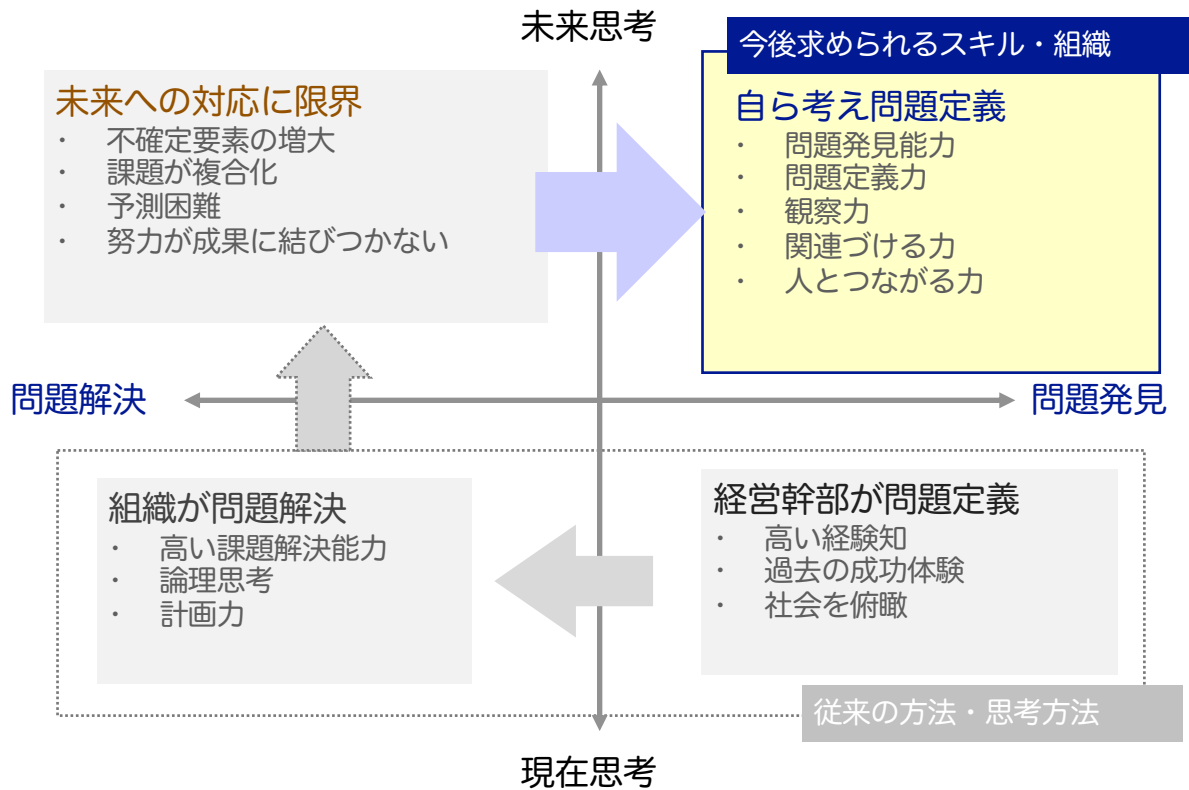 未来思考
今後求められるスキル・組織
未来への対応に限界
・ 不確定要素の増大
・ 課題が複合化
・ 予測困難
・ 努力が成果に結びつかない
自ら考え問題定義
・ 問題発見能力
・ 問題定義力
・ 観察力
・ 関連づける力
・ 人とつながる力
問題解決
問題発見
組織が問題解決
・ 高い課題解決能力
・ 論理思考
・ 計画力
経営幹部が問題定義
・ 高い経験知
・ 過去の成功体験
・ 社会を俯瞰
従来の方法・思考方法
現在思考